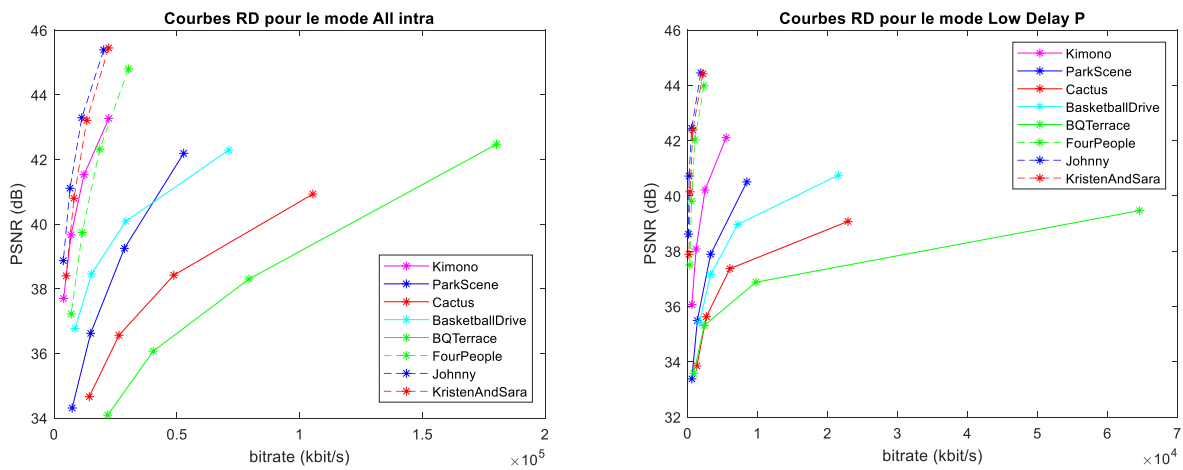 Courbes RD pour le mode All intra
46
44
42
40
38
36
34
PSNR (dB)
0
0.5
1
1.5
2
×10^5
bitrate (kbit/s)
Kimono
ParkScene
Cactus
BasketballDrive
BQTerrace
FourPeople
Johnny
KristenAndSara
Courbes RD pour le mode Low Delay P
46
44
42
40
38
36
34
32
PSNR (dB)
0
1
2
3
4
5
6
70
×10^4
bitrate (kbit/s)
Kimono
ParkScene
Cactus
BasketballDrive
BQTerrace
FourPeople
Johnny
KristenAndSara